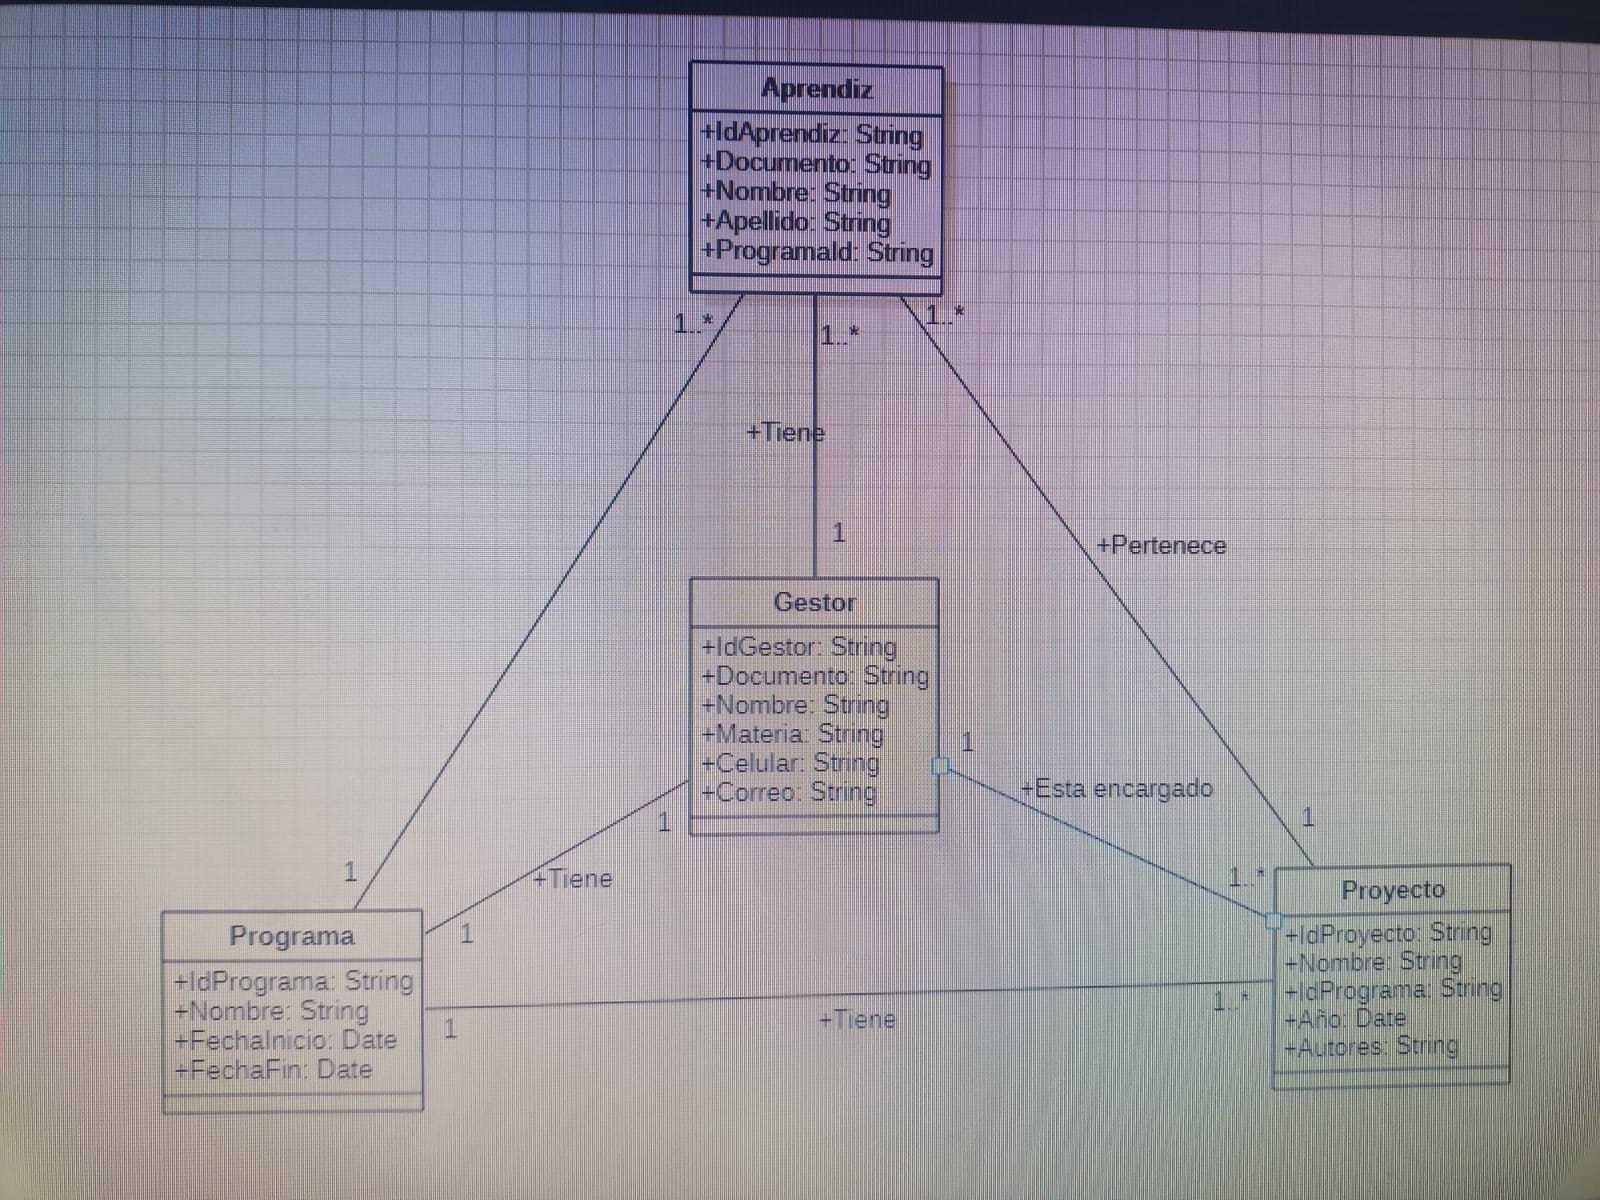 Aprendiz
+IdAprendiz: String
+Documento: String
+Nombre: String
+Apellido: String
+ProgramaId: String
1..*
1..*
1..*
+Tiene
1
+Pertenece
Gestor
+IdGestor: String
+Documento: String
+Nombre: String
+Materia: String
+Celular: String
+Correo: String
1
+Esta encargado
1
1
1
+Tiene
1..*
1
Programa
+IdPrograma: String
+Nombre: String
+FechaInicio: Date
+FechaFin: Date
Proyecto
+IdProyecto: String
+Nombre: String
+IdPrograma: String
+Año: Date
+Autores: String
1
+Tiene
1..*